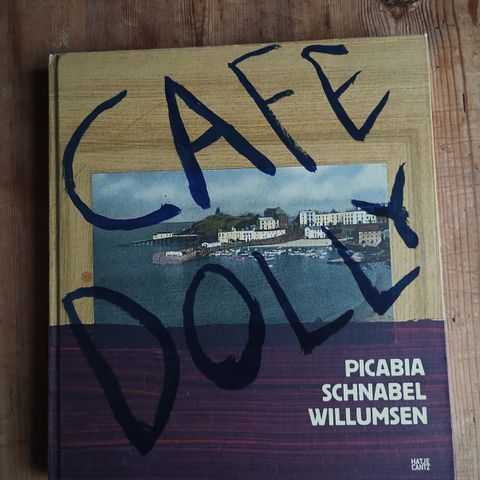 CAFE
DOLLY
PICABIA
SCHNABEL
WILLUMSEN
HATJE
CANTZ